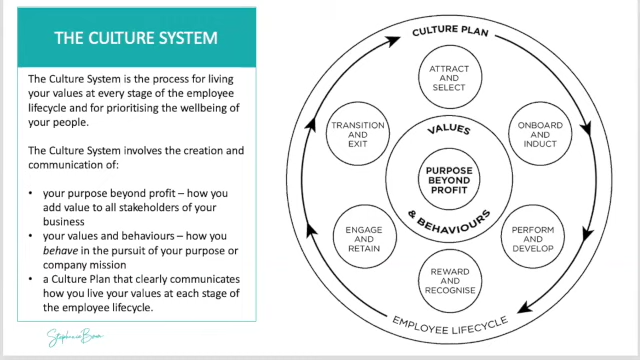 THE CULTURE SYSTEM
The Culture System is the process for living
your values at every stage of the employee
lifecycle and for prioritising the wellbeing of
your people.
The Culture System involves the creation and
communication of:
• your purpose beyond profit – how you
add value to all stakeholders of your
business
• your values and behaviours – how you
behave in the pursuit of your purpose or
company mission
• a Culture Plan that clearly communicates
how you live your values at each stage of
the employee lifecycle.
CULTURE PLAN
ATTRACT
AND
SELECT
ONBOARD
AND
INDUCT
PERFORM
AND
DEVELOP
REWARD
AND
RECOGNISE
ENGAGE
AND
RETAIN
TRANSITION
AND
EXIT
VALUES
PURPOSE
BEYOND
PROFIT
& BEHAVIOURS
EMPLOYEE LIFECYCLE